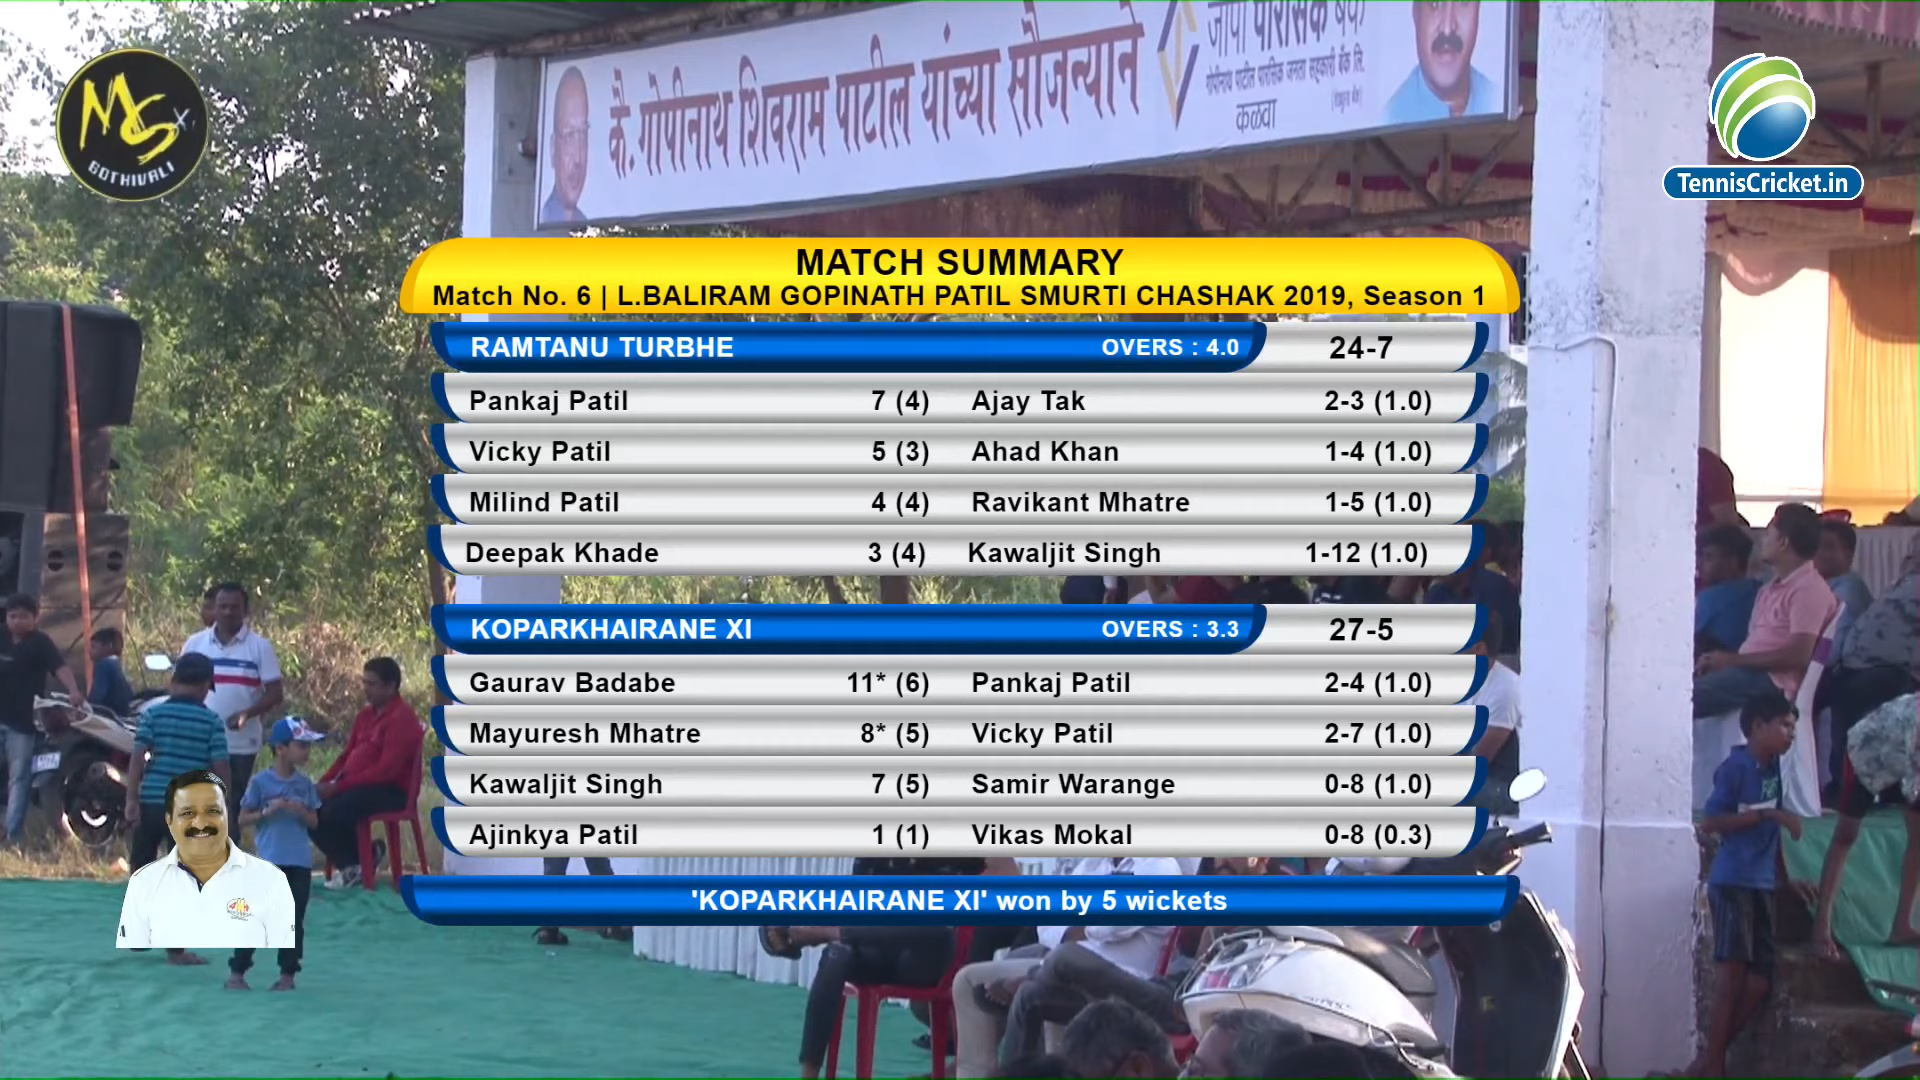 कै. गोपीनाथ शिवराम पाटील यांच्या सौजन्याने
गोपीनाथ पाटील पारसिक जनता सहकारी बँक लि.
कळवा
MS
GOTHIVALI
TennisCricket.in
MATCH SUMMARY
Match No. 6 | L.BALIRAM GOPINATH PATIL SMURTI CHASHAK 2019, Season 1
RAMTANU TURBHE OVERS : 4.0 24-7
Pankaj Patil 7 (4) Ajay Tak 2-3 (1.0)
Vicky Patil 5 (3) Ahad Khan 1-4 (1.0)
Milind Patil 4 (4) Ravikant Mhatre 1-5 (1.0)
Deepak Khade 3 (4) Kawaljit Singh 1-12 (1.0)
KOPARKHAIRANE XI OVERS : 3.3 27-5
Gaurav Badabe 11* (6) Pankaj Patil 2-4 (1.0)
Mayuresh Mhatre 8* (5) Vicky Patil 2-7 (1.0)
Kawaljit Singh 7 (5) Samir Warange 0-8 (1.0)
Ajinkya Patil 1 (1) Vikas Mokal 0-8 (0.3)
'KOPARKHAIRANE XI' won by 5 wickets